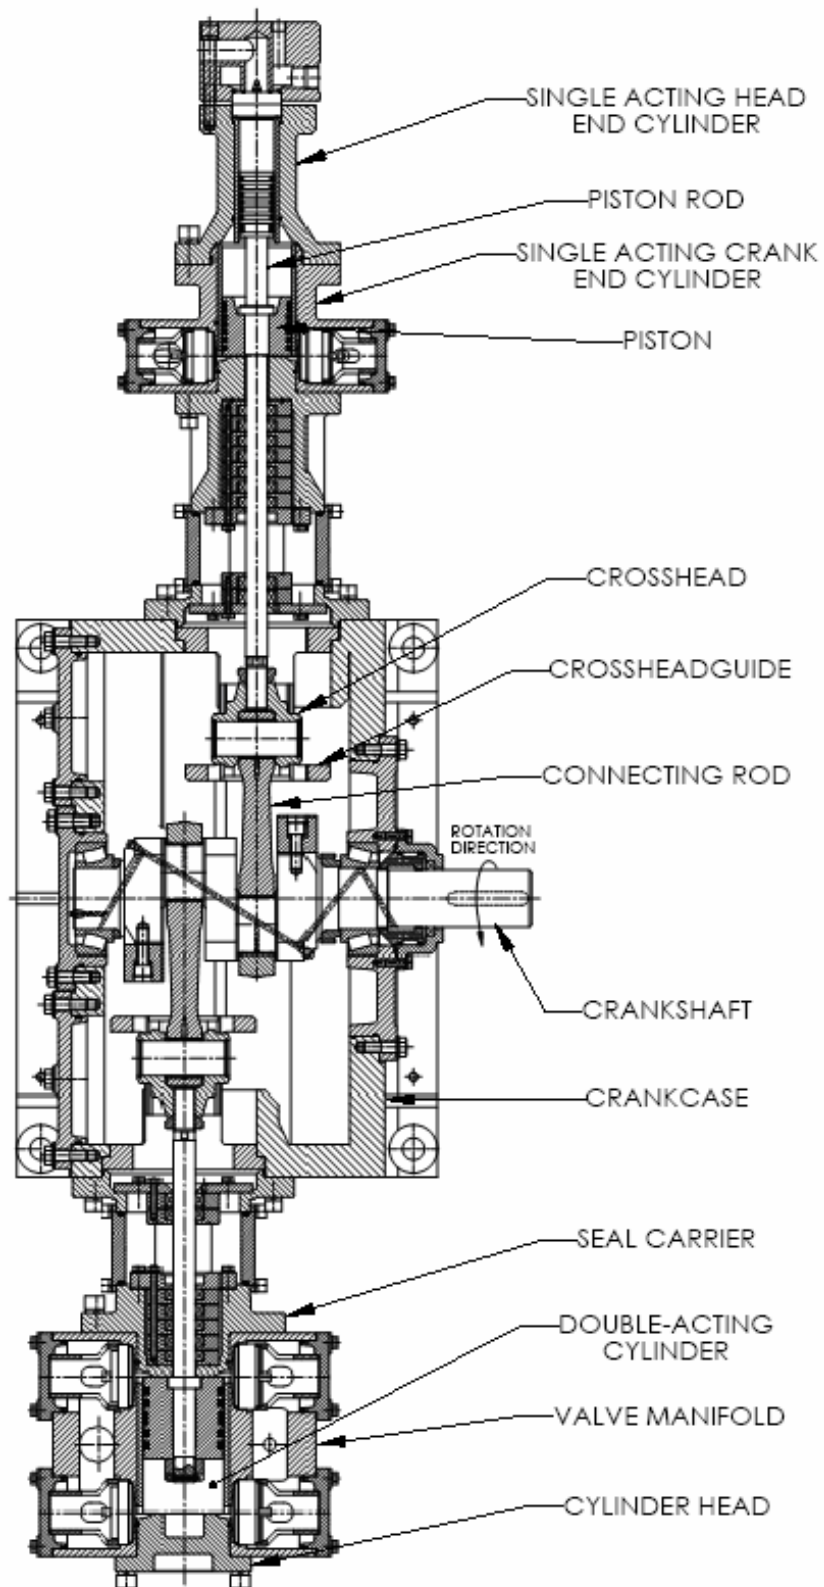 SINGLE ACTING HEAD
END CYLINDER
PISTON ROD
SINGLE ACTING CRANK
END CYLINDER
PISTON
CROSSHEAD
CROSSHEADGUIDE
CONNECTING ROD
ROTATION
DIRECTION
CRANKSHAFT
CRANKCASE
SEAL CARRIER
DOUBLE-ACTING
CYLINDER
VALVE MANIFOLD
CYLINDER HEAD